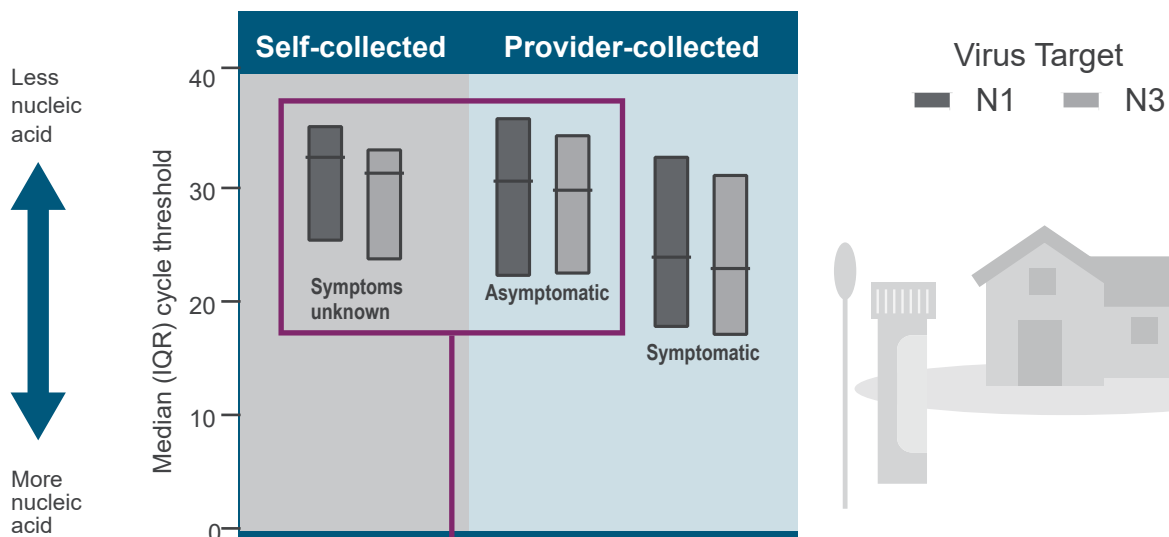 Self-collected
Provider-collected
Less
nucleic
acid
More
nucleic
acid
Median (IQR) cycle threshold
40
30
20
10
0
Symptoms
unknown
Asymptomatic
Symptomatic
Virus Target
N1
N3